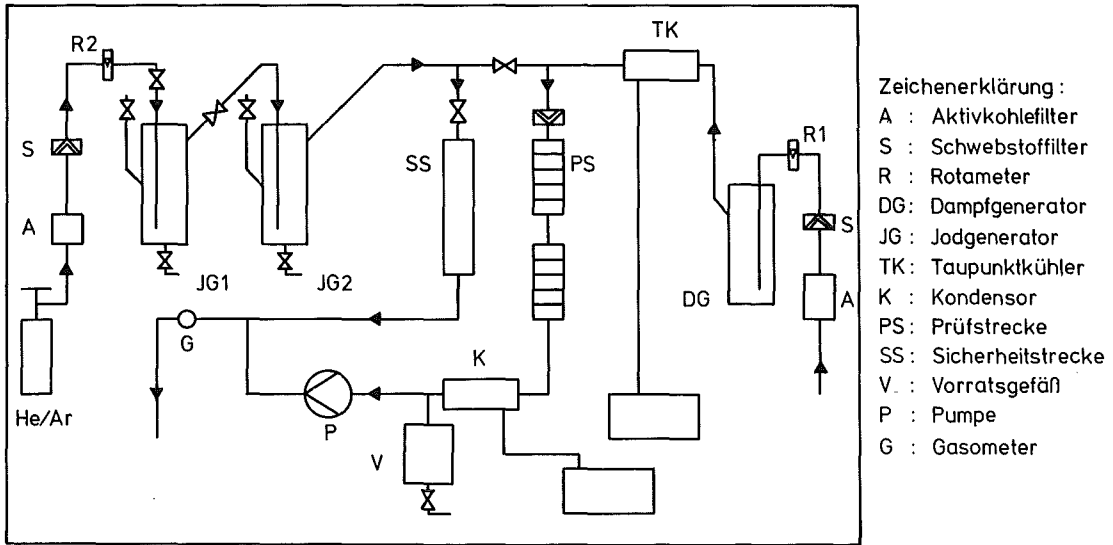 R2
TK
S
SS
PS
R1
A
S
JG1
JG2
DG
A
G
K
He/Ar
P
V
Zeichenerklärung :
A : Aktivkohlefilter
S : Schwebstoffilter
R : Rotameter
DG : Dampfgenerator
JG : Jodgenerator
TK : Taupunktkühler
K : Kondensor
PS : Prüfstrecke
SS : Sicherheitstrecke
V : Vorratsgefäß
P : Pumpe
G : Gasometer